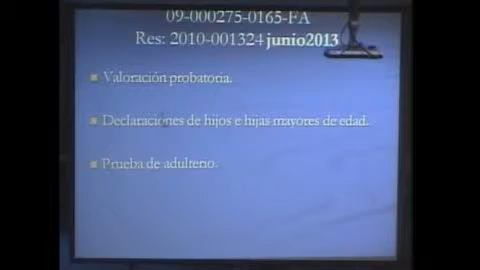 09-000275-0165-FA
Res: 2010-001324 junio2013
Valoración probatoria.
Declaraciones de hijos e hijas mayores de edad.
Prueba de adulterio.